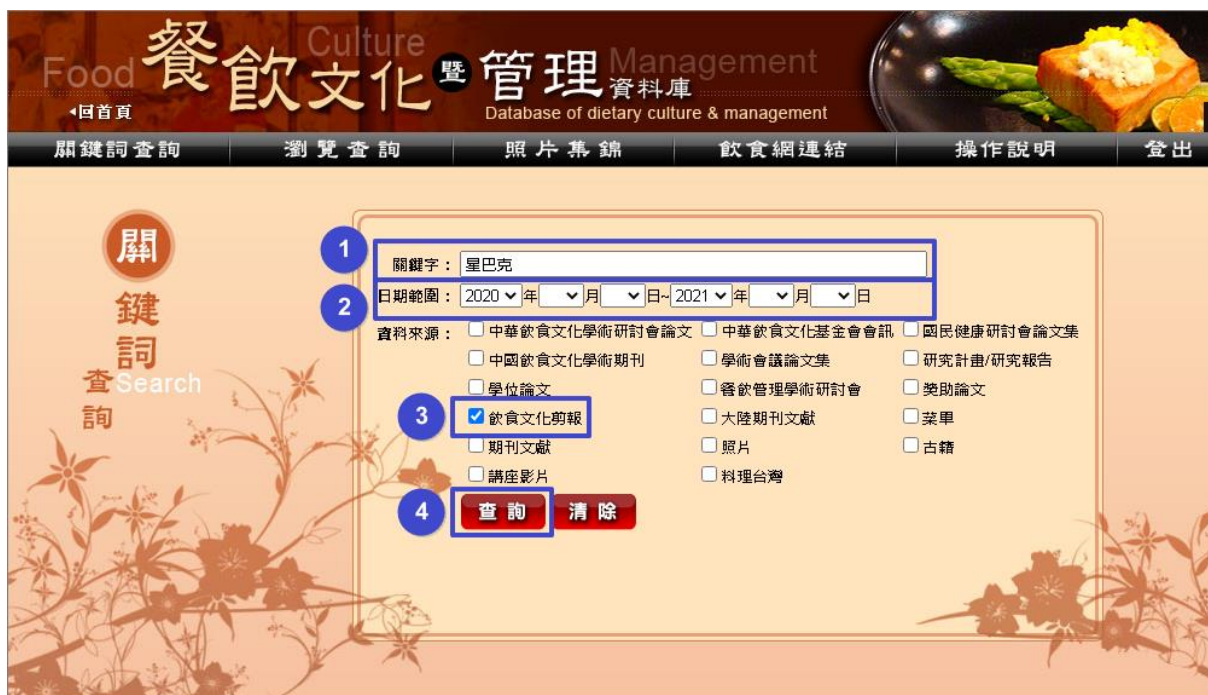 Food 餐飲文化 Culture 暨 管理 Management 資料庫
◂回首頁
Database of dietary culture & management
關鍵詞查詢 瀏覽查詢 照片集錦 飲食網連結 操作說明 登出
關鍵詞查詢 Search
1 關鍵字： 星巴克
2 日期範圍： 2020 年 月 日~ 2021 年 月 日
資料來源： 中華飲食文化學術研討會論文 中華飲食文化基金會會訊 國民健康研討會論文集
中國飲食文化學術期刊 學術會議論文集 研究計畫/研究報告
學位論文 餐飲管理學術研討會 獎助論文
3 飲食文化剪報 大陸期刊文獻 菜單
期刊文獻 照片 古籍
講座影片 料理台灣
4 查詢 清除